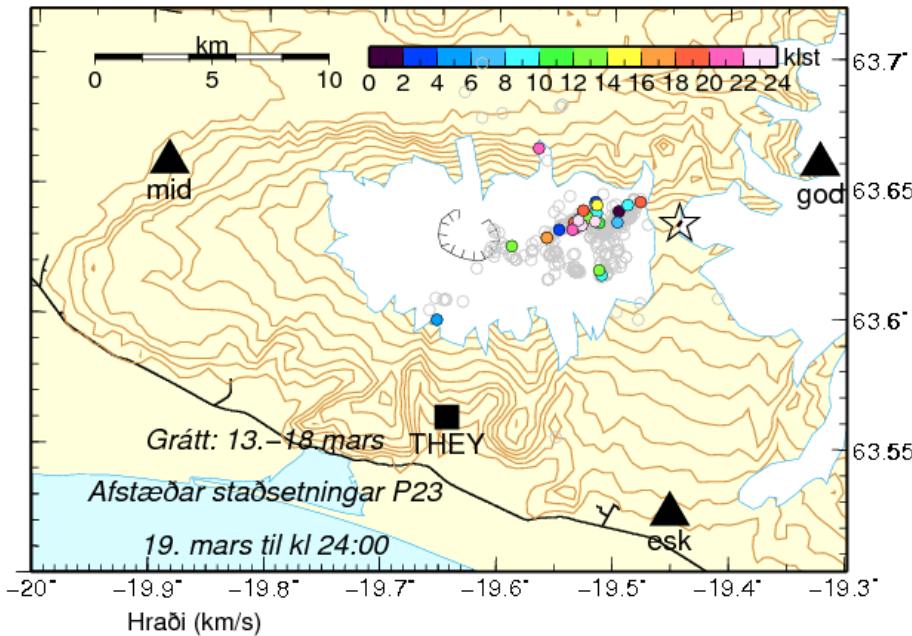 km
0 5 10
klst
0 2 4 6 8 10 12 14 16 18 20 22 24
63.7°
mid
god
63.65
63.6
THEY
Grátt: 13.–18 mars
63.55
Afstæðar staðsetningar P23
esk
19. mars til kl 24:00
−20° −19.9° −19.8° −19.7° −19.6° −19.5° −19.4° −19.3°
Hraði (km/s)